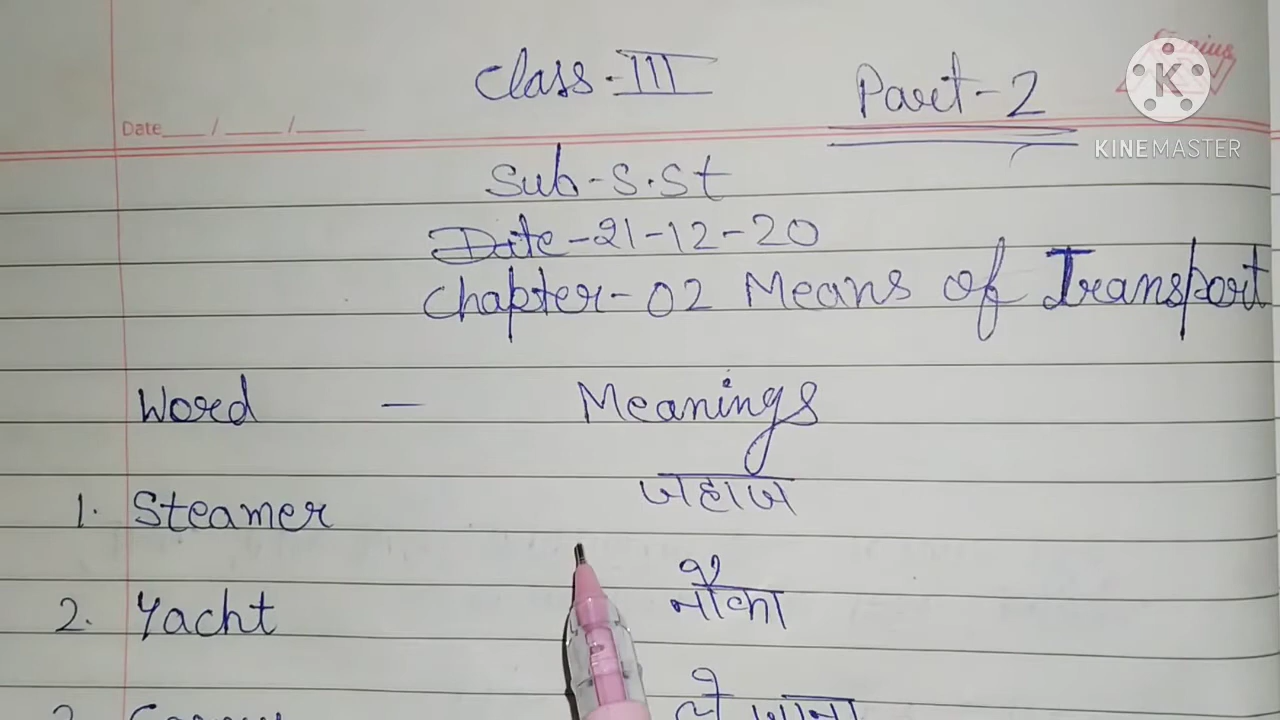 Class - III
Part - 2
KINEMASTER
Date___/___/___
Sub - S.St
Date - 21-12-20
Chapter - 02 Means of Transport
Word — Meanings
1. Steamer जहाज
2. Yacht नौका
3. ले जाना